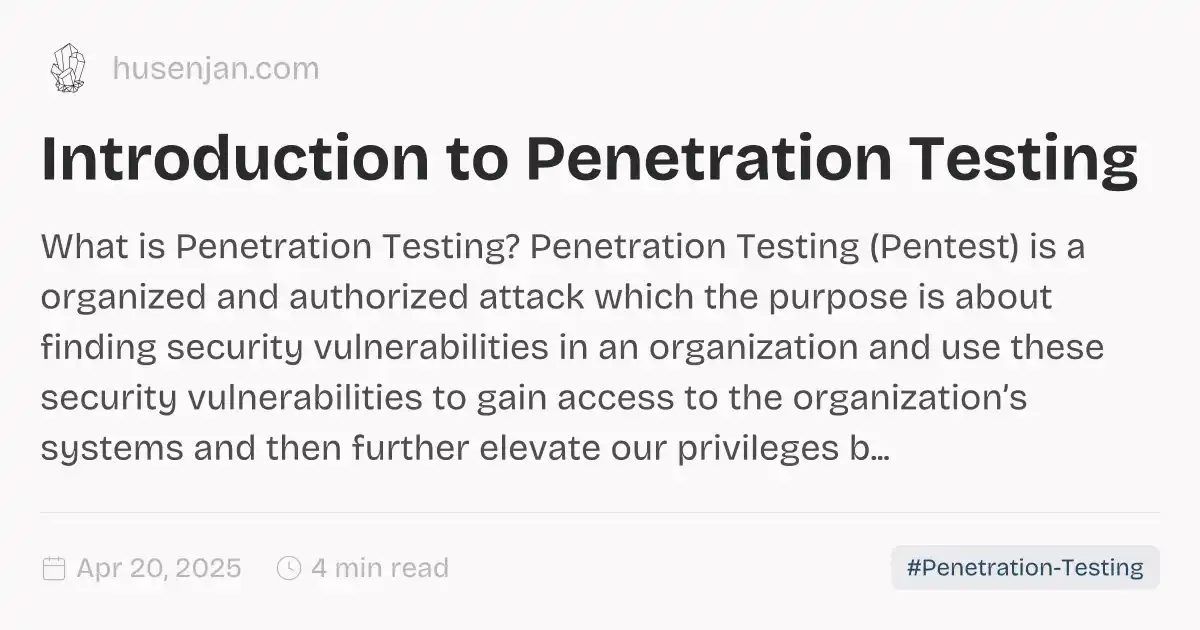 husenjan.com
Introduction to Penetration Testing
What is Penetration Testing? Penetration Testing (Pentest) is a
organized and authorized attack which the purpose is about
finding security vulnerabilities in an organization and use these
security vulnerabilities to gain access to the organization’s
systems and then further elevate our privileges b…
Apr 20, 2025 4 min read #Penetration-Testing